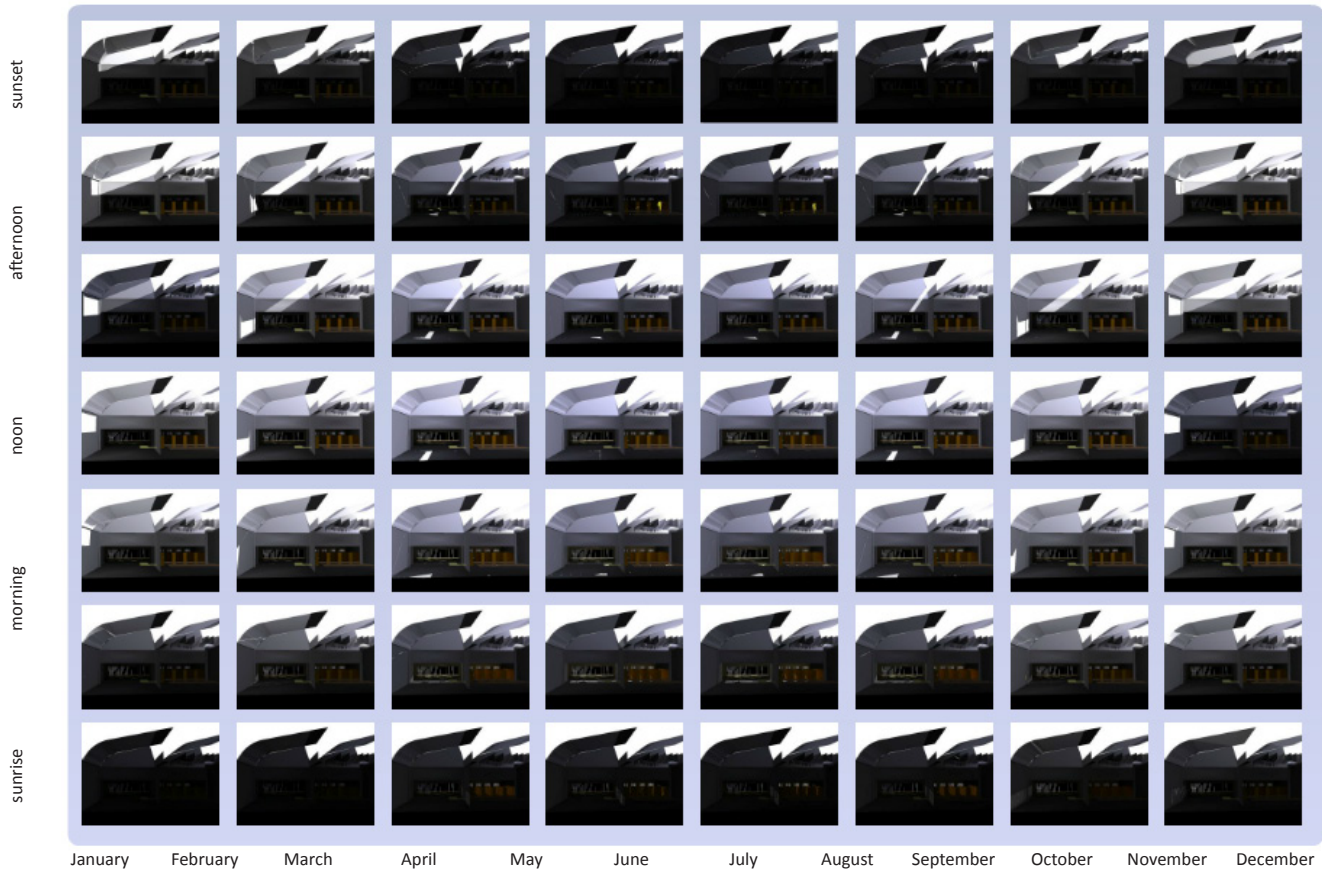 sunset
afternoon
noon
morning
sunrise
January February March April May June July August September October November December